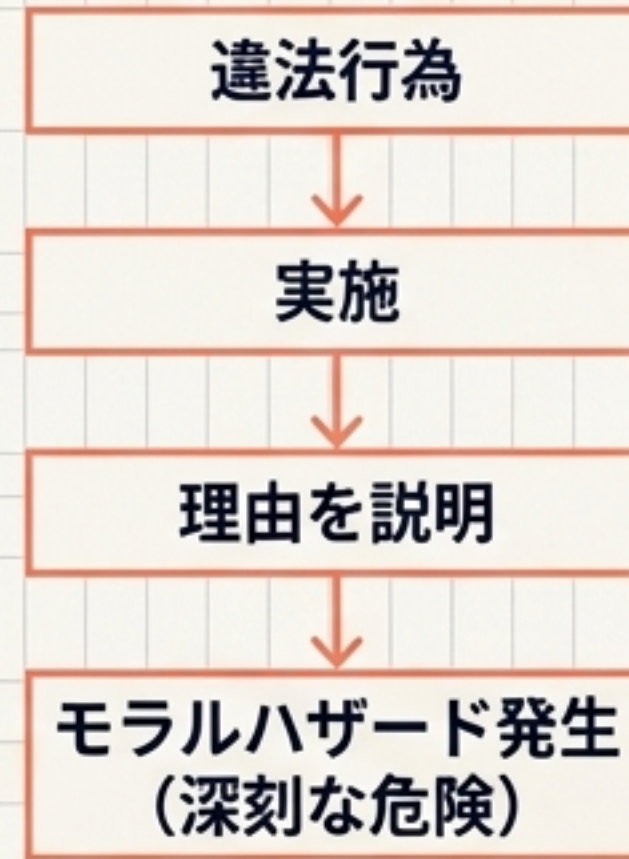 違法行為
実施
理由を説明
モラルハザード発生
（深刻な危険）